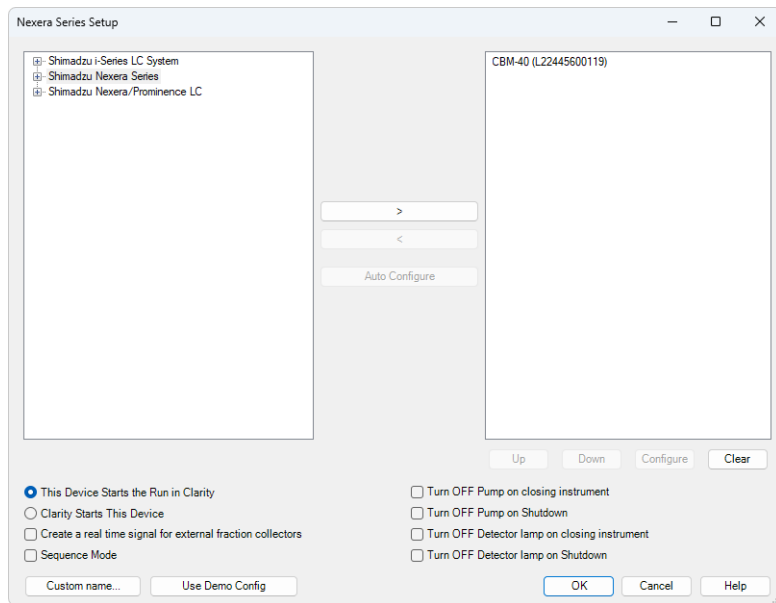 Nexera Series Setup
Shimadzu i-Series LC System
Shimadzu Nexera Series
Shimadzu Nexera/Prominence LC
>
<
Auto Configure
CBM-40 (L22445600119)
Up Down Configure Clear
This Device Starts the Run in Clarity
Clarity Starts This Device
Create a real time signal for external fraction collectors
Sequence Mode
Turn OFF Pump on closing instrument
Turn OFF Pump on Shutdown
Turn OFF Detector lamp on closing instrument
Turn OFF Detector lamp on Shutdown
Custom name... Use Demo Config OK Cancel Help